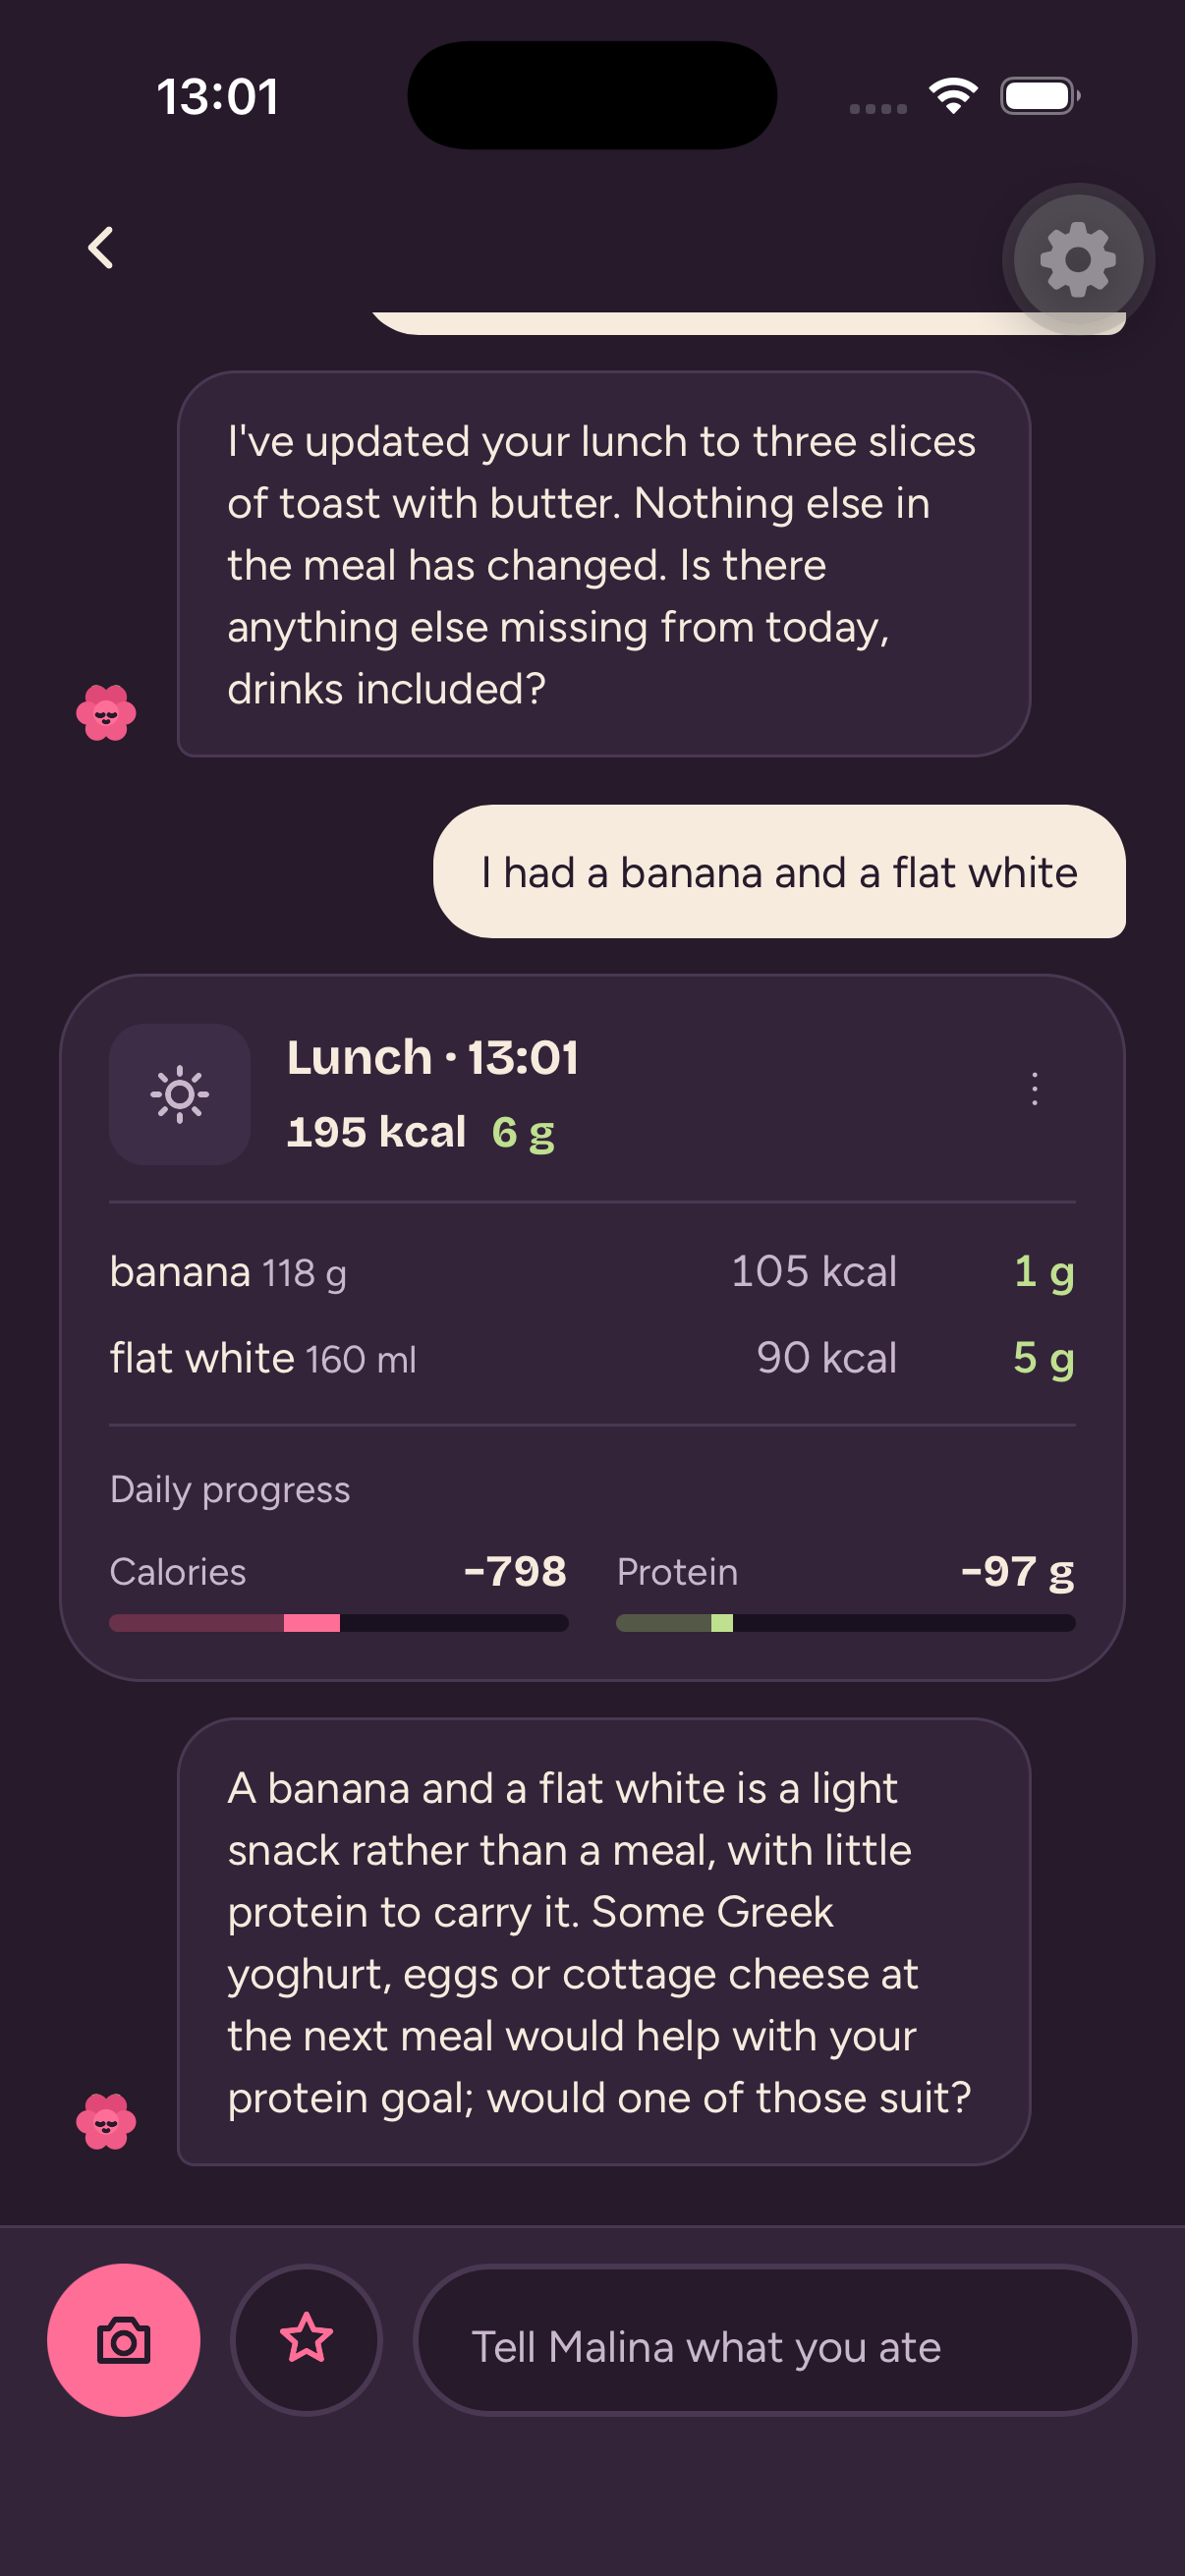 13:01
I've updated your lunch to three slices
of toast with butter. Nothing else in
the meal has changed. Is there
anything else missing from today,
drinks included?
I had a banana and a flat white
Lunch · 13:01
195 kcal 6 g
banana 118 g 105 kcal 1 g
flat white 160 ml 90 kcal 5 g
Daily progress
Calories −798 Protein −97 g
A banana and a flat white is a light
snack rather than a meal, with little
protein to carry it. Some Greek
yoghurt, eggs or cottage cheese at
the next meal would help with your
protein goal; would one of those suit?
Tell Malina what you ate